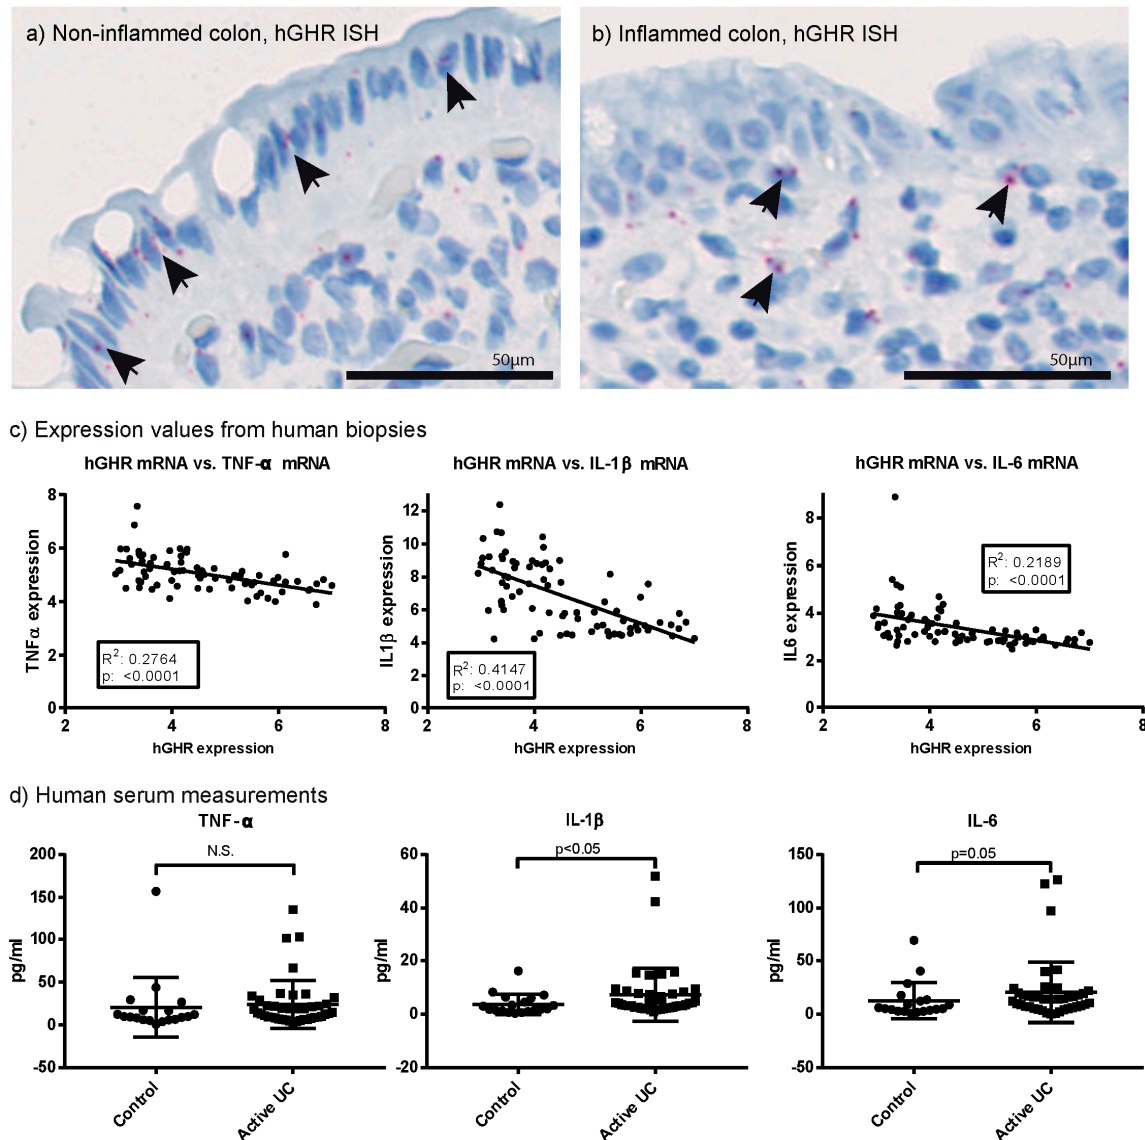 a) Non-inflammed colon, hGHR ISH
50µm
b) Inflammed colon, hGHR ISH
50µm
c) Expression values from human biopsies
hGHR mRNA vs. TNF-α mRNA
TNFα expression
8
6
4
2
0
R²: 0.2764
p: <0.0001
2 4 6 8
hGHR expression
hGHR mRNA vs. IL-1β mRNA
IL1β expression
12
10
8
6
4
2
0
R²: 0.4147
p: <0.0001
2 4 6 8
hGHR expression
hGHR mRNA vs. IL-6 mRNA
IL6 expression
8
6
4
2
0
R²: 0.2189
p: <0.0001
2 4 6 8
hGHR expression
d) Human serum measurements
TNF-α
N.S.
pg/ml
200
150
100
50
0
-50
Control
Active UC
IL-1β
p<0.05
pg/ml
60
40
20
0
-20
Control
Active UC
IL-6
p=0.05
pg/ml
150
100
50
0
-50
Control
Active UC